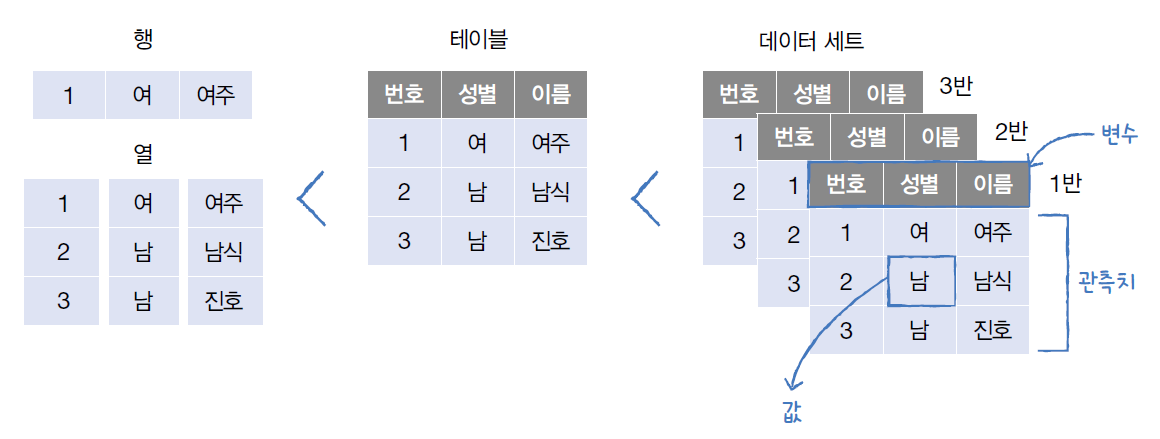 행
1 여 여주
열
1 여 여주
2 남 남식
3 남 진호
<
테이블
번호 성별 이름
1 여 여주
2 남 남식
3 남 진호
<
데이터 세트
번호 성별 이름 3반
1
2
3
번호 성별 이름 2반
1
2
3
변수
번호 성별 이름 1반
1 여 여주
2 남 남식
3 남 진호
관측치
값